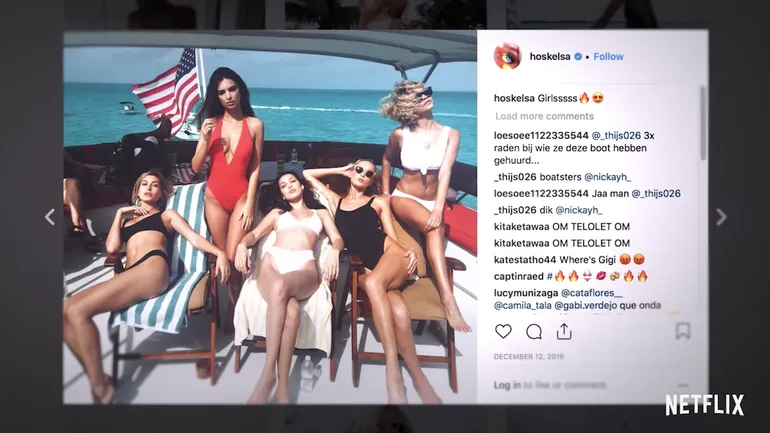 hoskelsa • Follow
hoskelsa Girlsssss🔥😍
Load more comments
loesoee1122335544 @_thijs026 3x
raden bij wie ze deze boot hebben
gehuurd...
_thijs026 boatsters @nickayh_
loesoee1122335544 Jaa man @_thijs026
_thijs026 dik @nickayh_
kitaketawaa OM TELOLET OM
kitaketawaa OM TELOLET OM
katestatho44 Where's Gigi 😡😡
captinraed #🔥🔥👙💋💏🔥🔥
lucymunizaga @cataflores__
@camila_tala @gabi.verdejo que onda
DECEMBER 12, 2016
Log in to like or comment.
NETFLIX